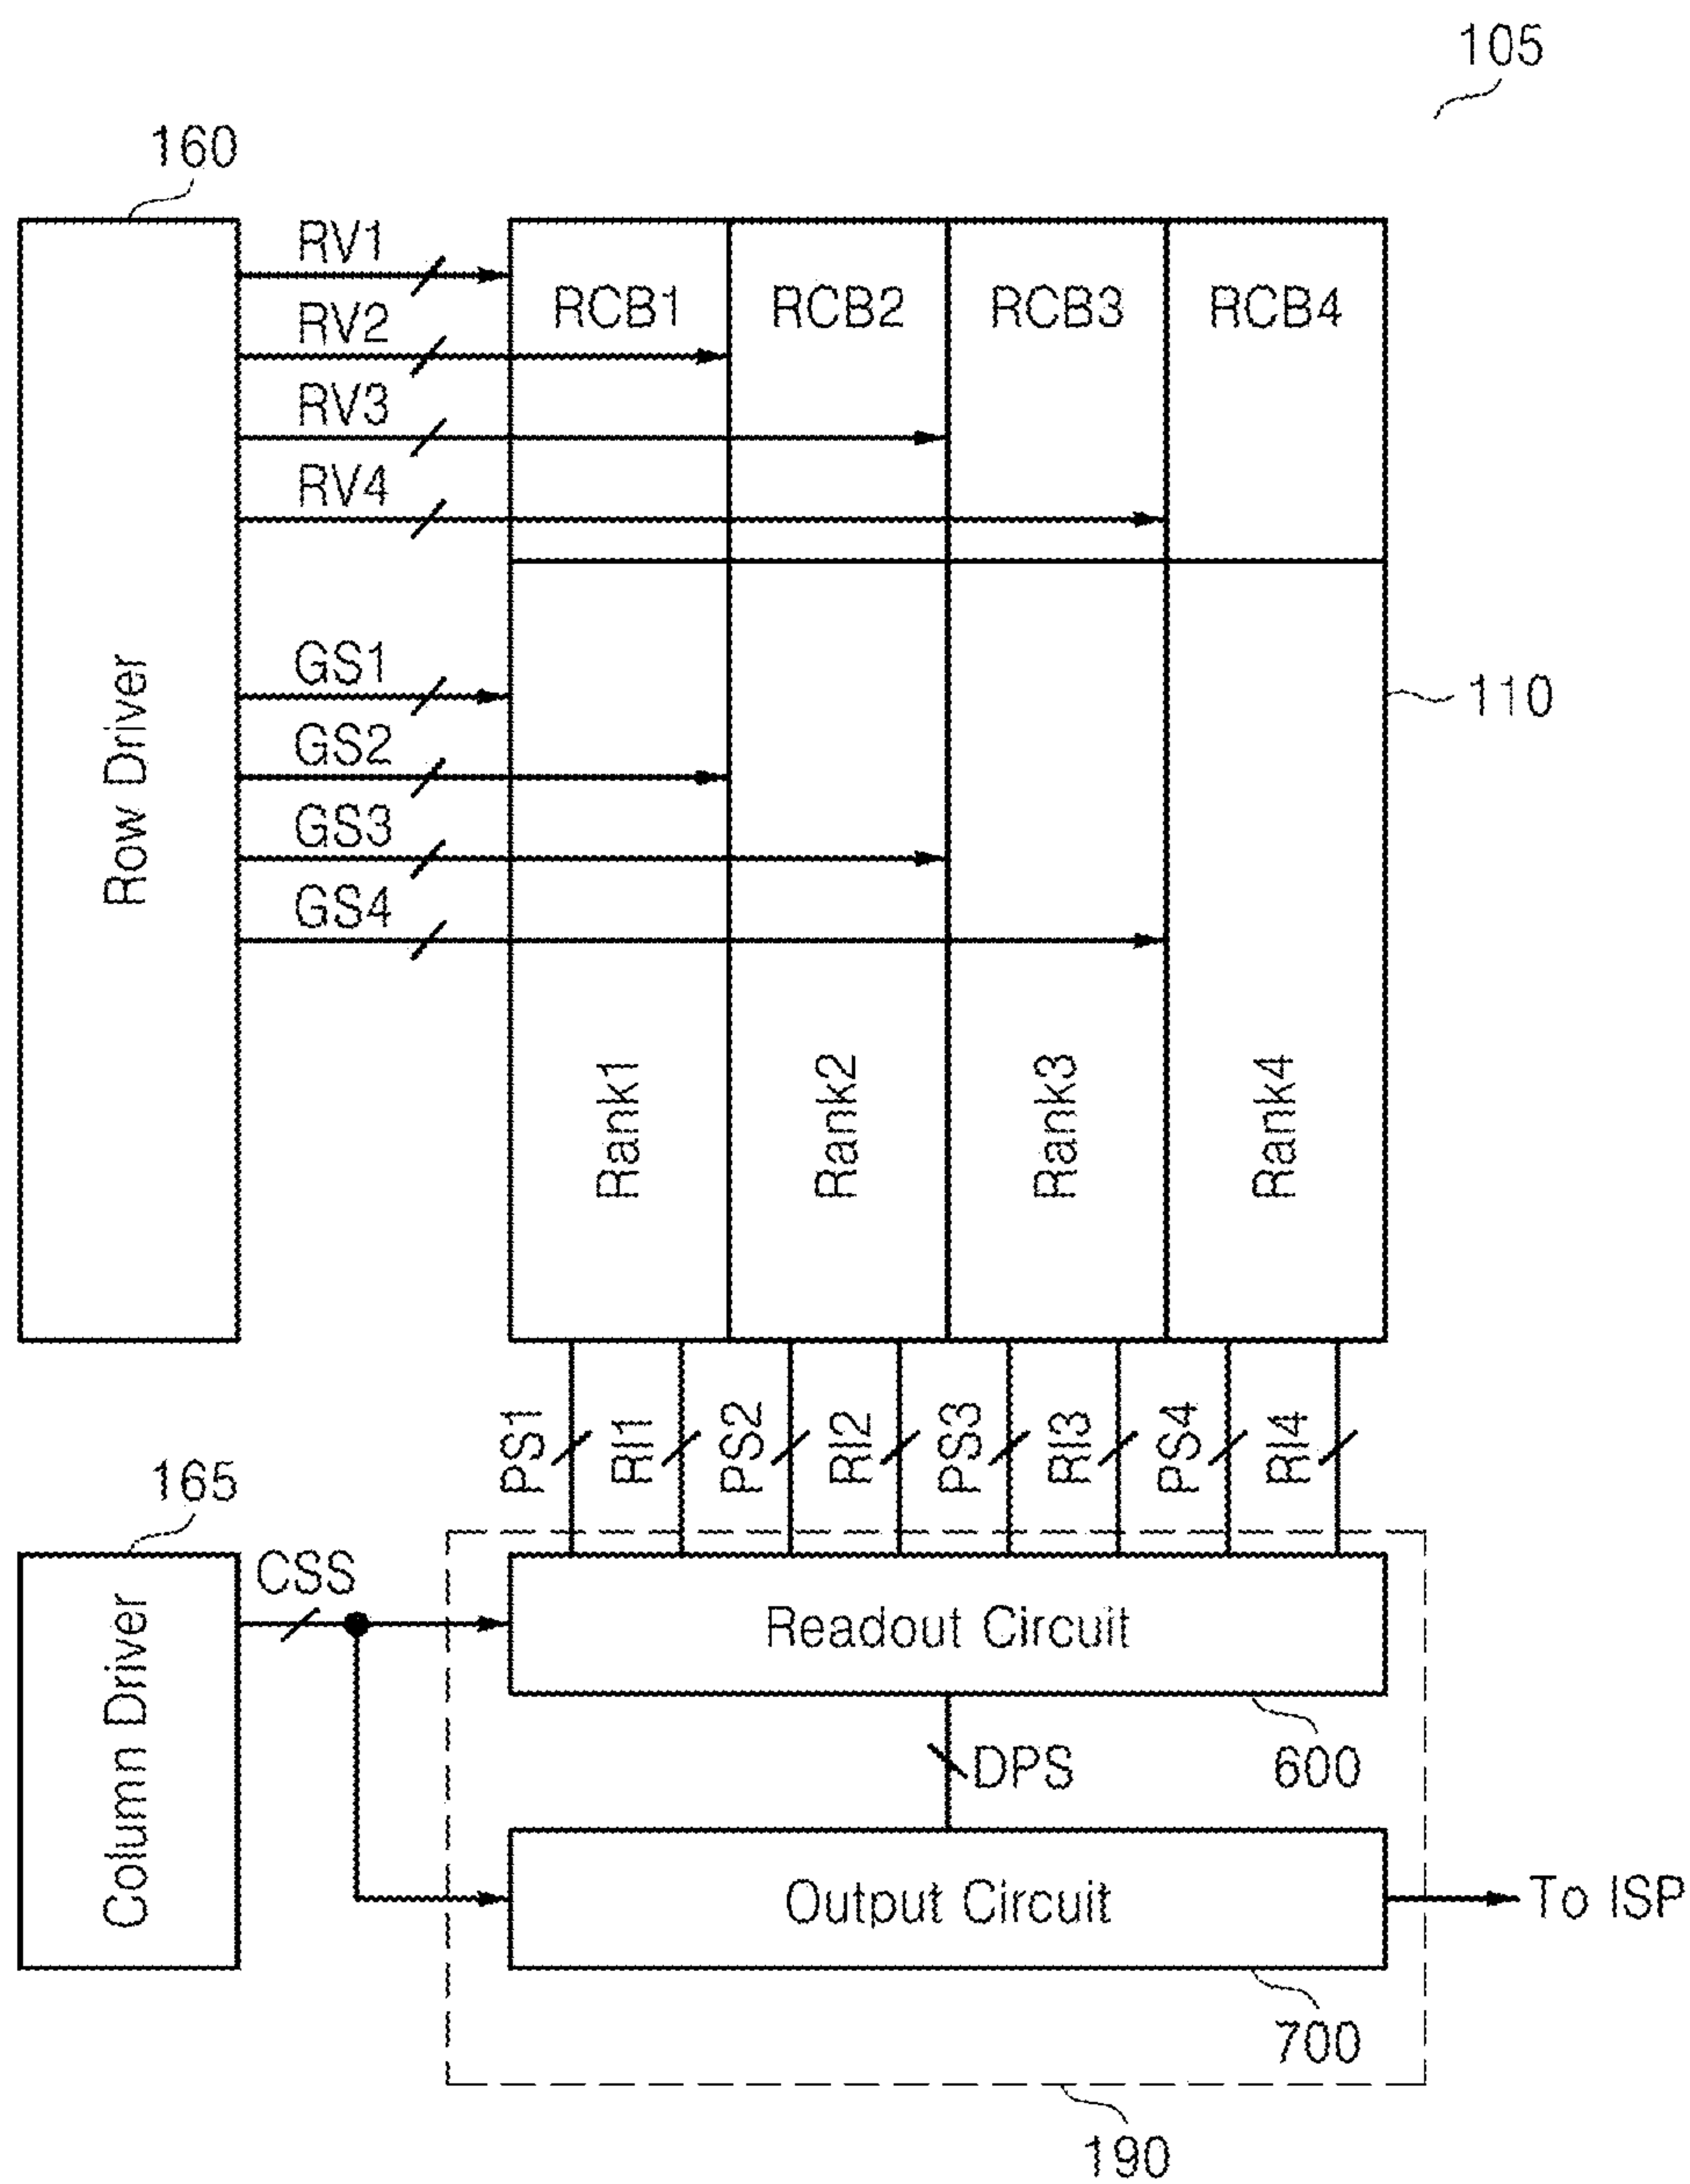 105
160
RV1
RV2
RV3
RV4
RCB1 RCB2 RCB3 RCB4
GS1
GS2
GS3
GS4
Row Driver
110
Rank1 Rank2 Rank3 Rank4
PS1 RI1 PS2 RI2 PS3 RI3 PS4 RI4
165
CSS
Column Driver
Readout Circuit
600
DPS
Output Circuit
To ISP
700
190